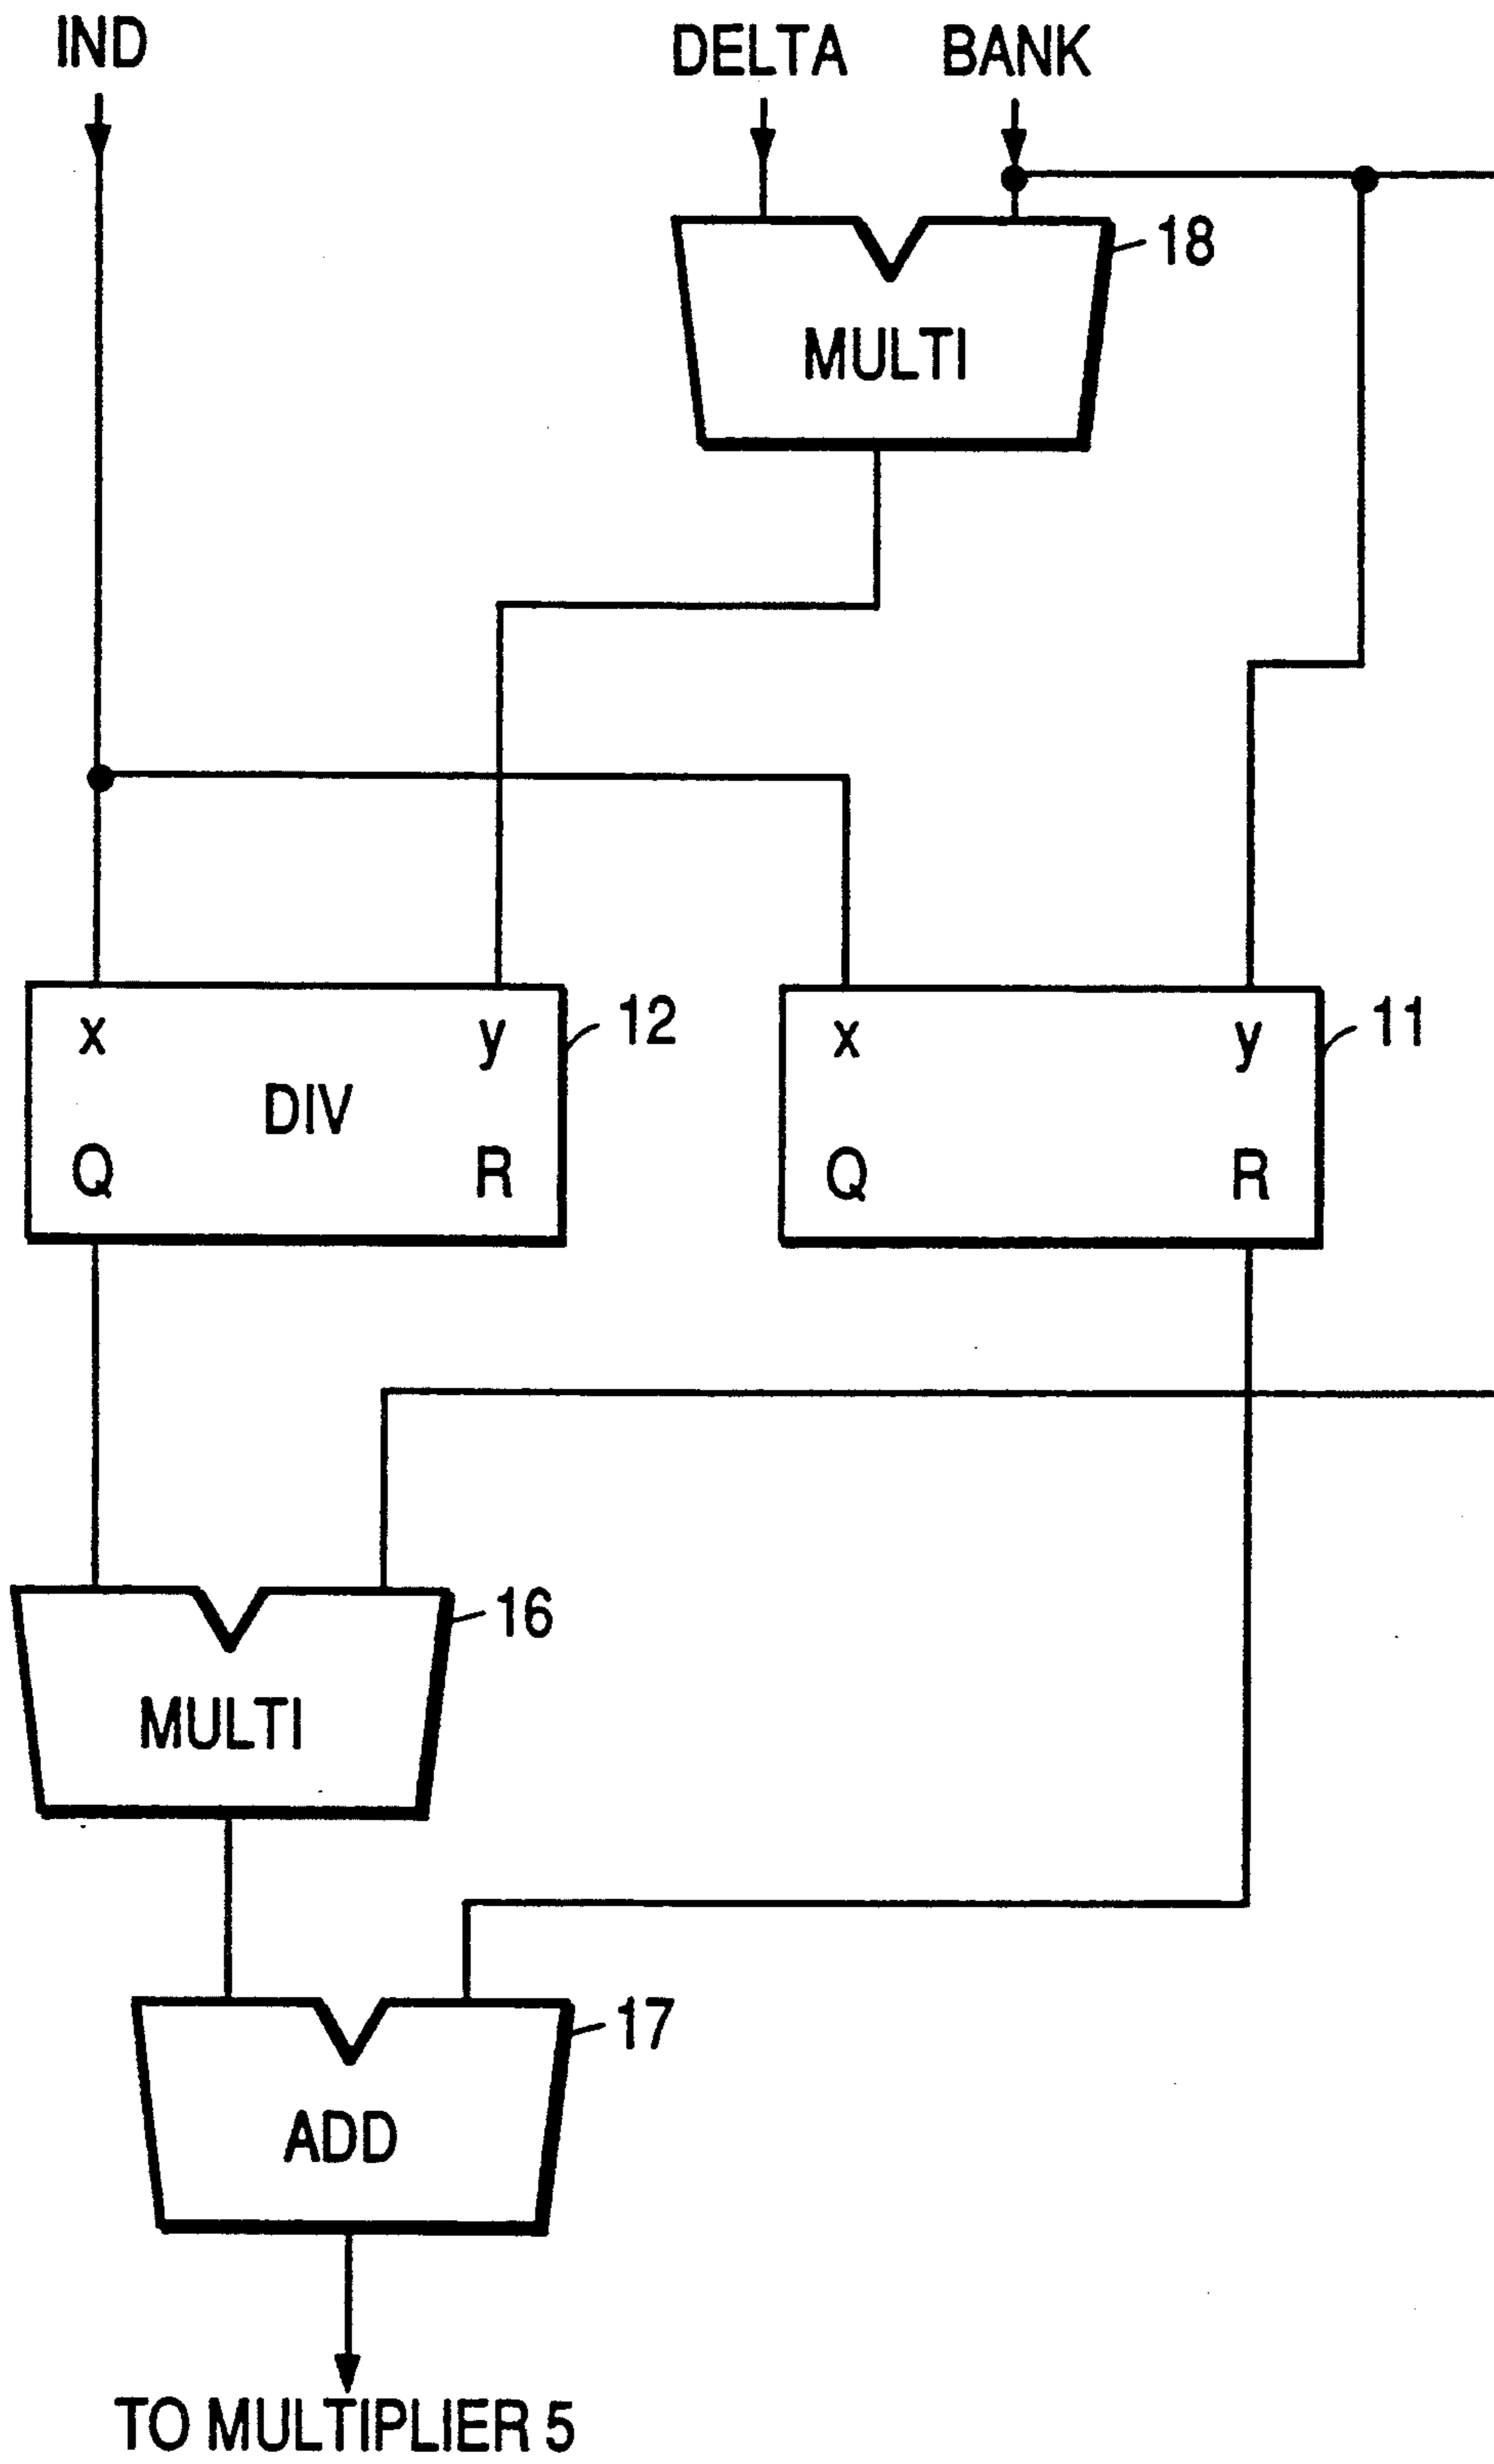 IND
DELTA BANK
18
MULTI
x y 12
DIV
Q R
x y 11
Q R
16
MULTI
17
ADD
TO MULTIPLIER 5